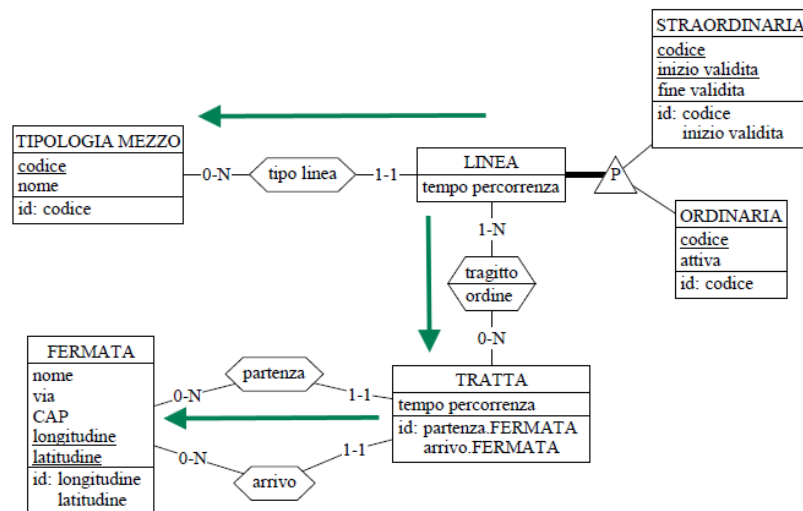 STRAORDINARIA
codice
inizio validita
fine validita
id: codice
inizio validita
TIPOLOGIA MEZZO
codice
nome
id: codice
0-N
tipo linea
1-1
LINEA
tempo percorrenza
P
ORDINARIA
codice
attiva
id: codice
1-N
tragitto
ordine
0-N
FERMATA
nome
via
CAP
longitudine
latitudine
id: longitudine
latitudine
0-N
partenza
1-1
TRATTA
tempo percorrenza
id: partenza.FERMATA
arrivo.FERMATA
0-N
arrivo
1-1